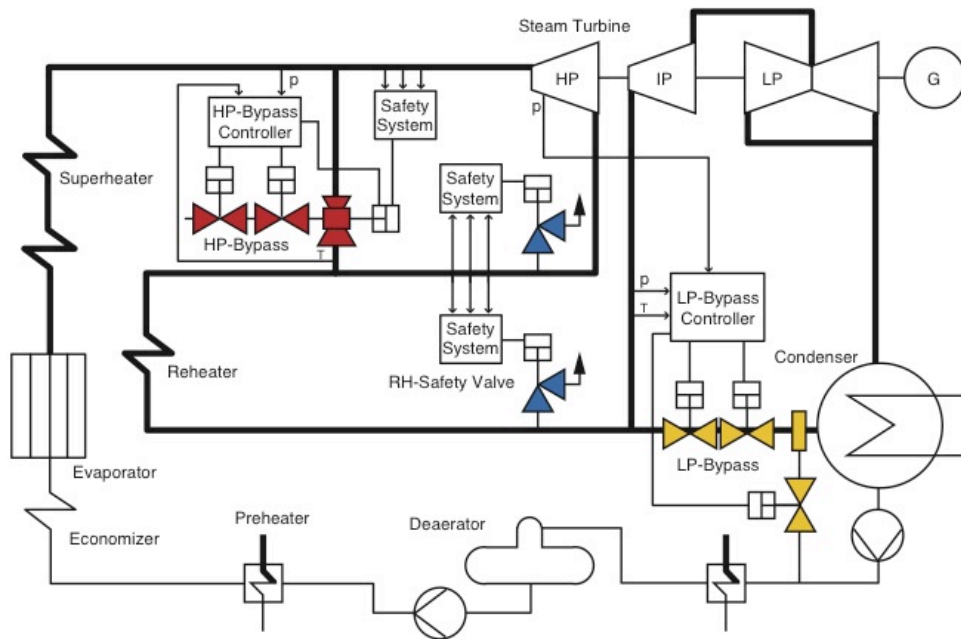 Steam Turbine
HP
IP
LP
G
p
p
HP-Bypass
Controller
Safety
System
Superheater
Safety
System
HP-Bypass
T
p
T
LP-Bypass
Controller
Safety
System
Reheater
RH-Safety Valve
Condenser
Evaporator
LP-Bypass
Economizer
Preheater
Deaerator